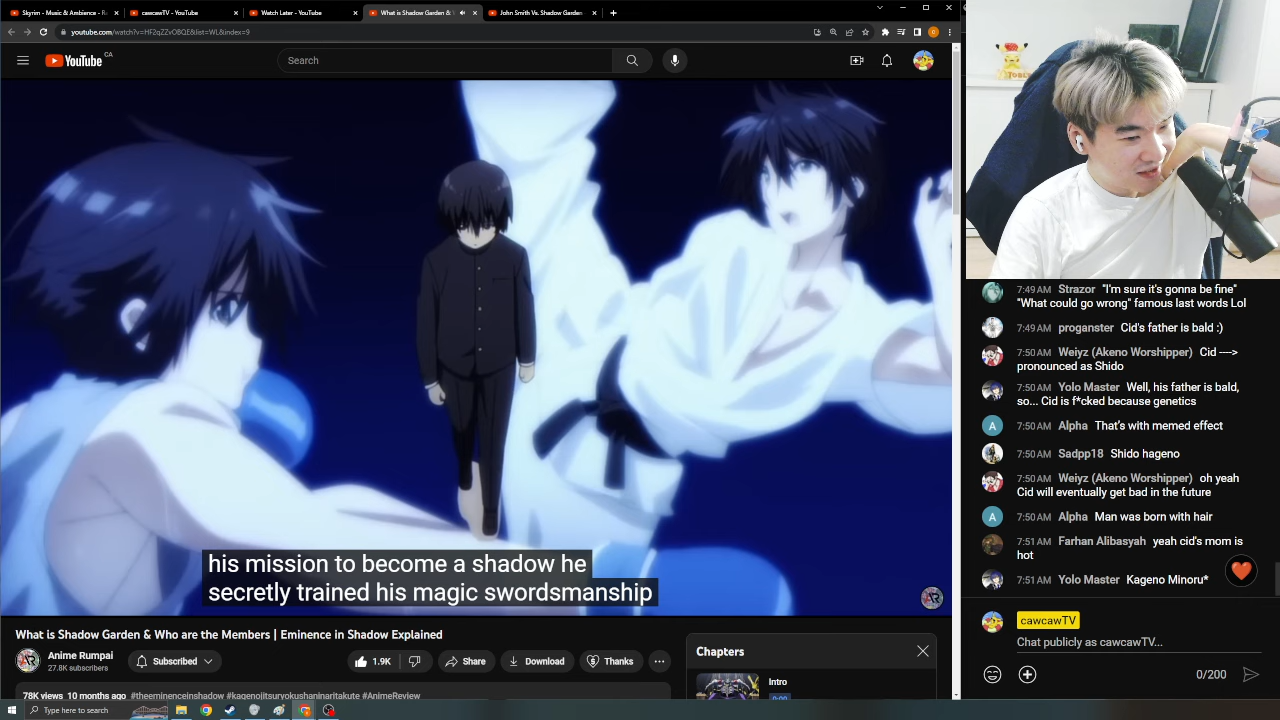 Skyrim - Music & Ambience - R
cawcawTV - YouTube
Watch Later - YouTube
What is Shadow Garden & W
John Smith Vs. Shadow Garden
youtube.com/watch?v=HF2qZZvOBQE&list=WL&index=9
YouTube CA
Search
his mission to become a shadow he
secretly trained his magic swordsmanship
What is Shadow Garden & Who are the Members | Eminence in Shadow Explained
Anime Rumpai
27.8K subscribers
Subscribed
1.9K
Share
Download
Thanks
78K views 10 months ago #theeminenceinshadow #kagenojitsuryokushaninaritakute #AnimeReview
Chapters
Intro
0:00
Type here to search
7:49 AM Strazor "I'm sure it's gonna be fine"
"What could go wrong" famous last words Lol
7:49 AM proganster Cid's father is bald :)
7:50 AM Weiyz (Akeno Worshipper) Cid ---->
pronounced as Shido
7:50 AM Yolo Master Well, his father is bald,
so... Cid is f*cked because genetics
A 7:50 AM Alpha That's with memed effect
7:50 AM Sadpp18 Shido hageno
7:50 AM Weiyz (Akeno Worshipper) oh yeah
Cid will eventually get bad in the future
A 7:50 AM Alpha Man was born with hair
7:51 AM Farhan Alibasyah yeah cid's mom is
hot
7:51 AM Yolo Master Kageno Minoru*
cawcawTV
Chat publicly as cawcawTV...
0/200